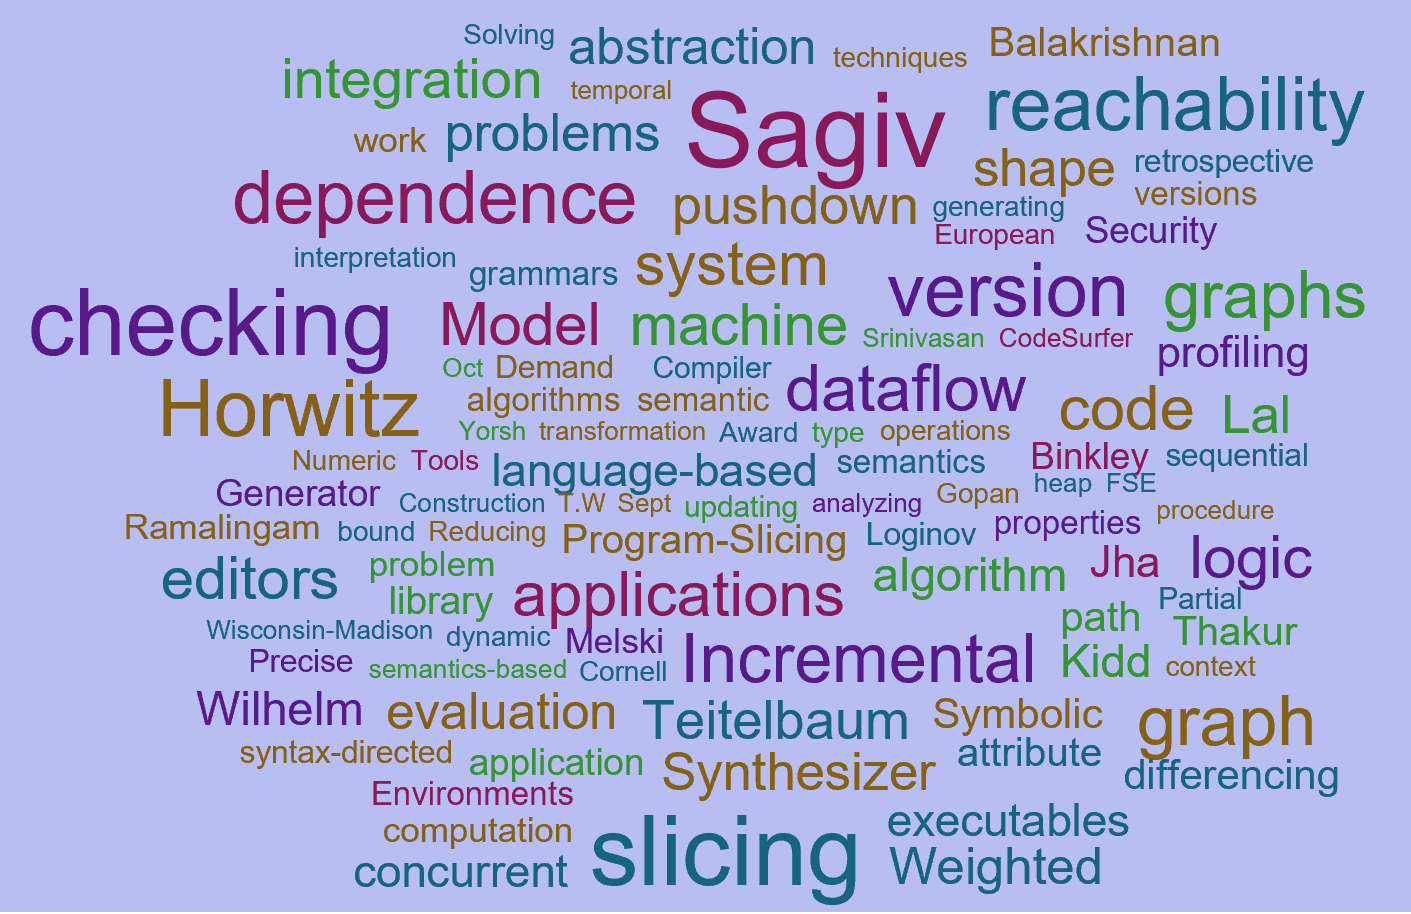 Solving abstraction techniques Balakrishnan
integration temporal Sagiv reachability
work problems shape retrospective
dependence pushdown generating versions
European Security
interpretation grammars system version graphs
checking Model machine Srinivasan CodeSurfer profiling
Oct Demand Compiler dataflow code Lal
Horwitz algorithms semantic
Yorsh transformation Award type operations
Numeric Tools language-based semantics Binkley sequential
Generator Construction T.W Sept updating analyzing Gopan heap FSE
Ramalingam bound Reducing Program-Slicing Loginov properties procedure
editors problem applications algorithm Jha logic
library path Partial
Wisconsin-Madison dynamic Melski Incremental Thakur
Precise semantics-based Cornell Kidd context
Wilhelm evaluation Teitelbaum Symbolic graph
syntax-directed application Synthesizer attribute differencing
Environments
computation slicing executables
concurrent Weighted